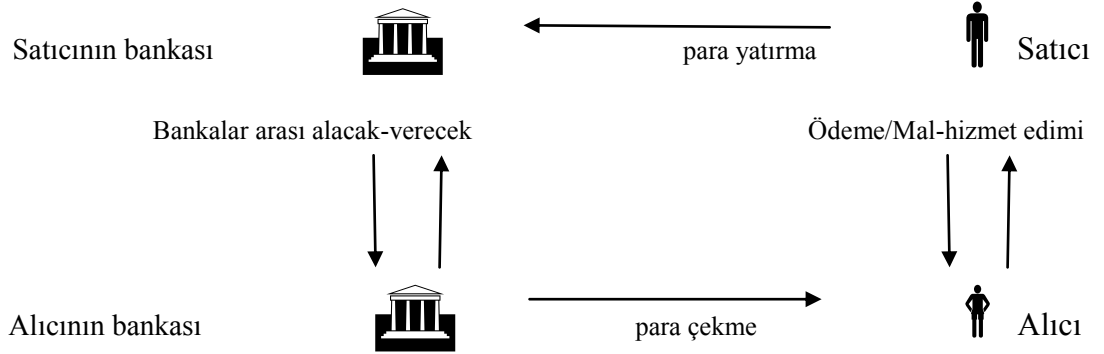 Satıcının bankası
para yatırma
Satıcı
Bankalar arası alacak-verecek
Ödeme/Mal-hizmet edimi
Alıcının bankası
para çekme
Alıcı